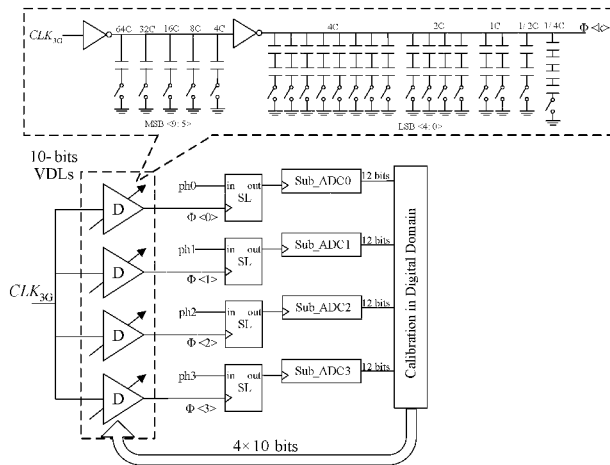 64C 32C 16C 8C 4C 4C 2C 1C 1/2C 1/4C
CLK3G
Φ <i>
MSB <9:5> LSB <4:0>
10-bits
VDLs
D
ph0 in out
SL
Φ <0>
Sub_ADC0
12 bits
D
ph1 in out
SL
Φ <1>
Sub_ADC1
12 bits
CLK3G
D
ph2 in out
SL
Φ <2>
Sub_ADC2
12 bits
D
ph3 in out
SL
Φ <3>
Sub_ADC3
12 bits
Calibration in Digital Domain
4×10 bits